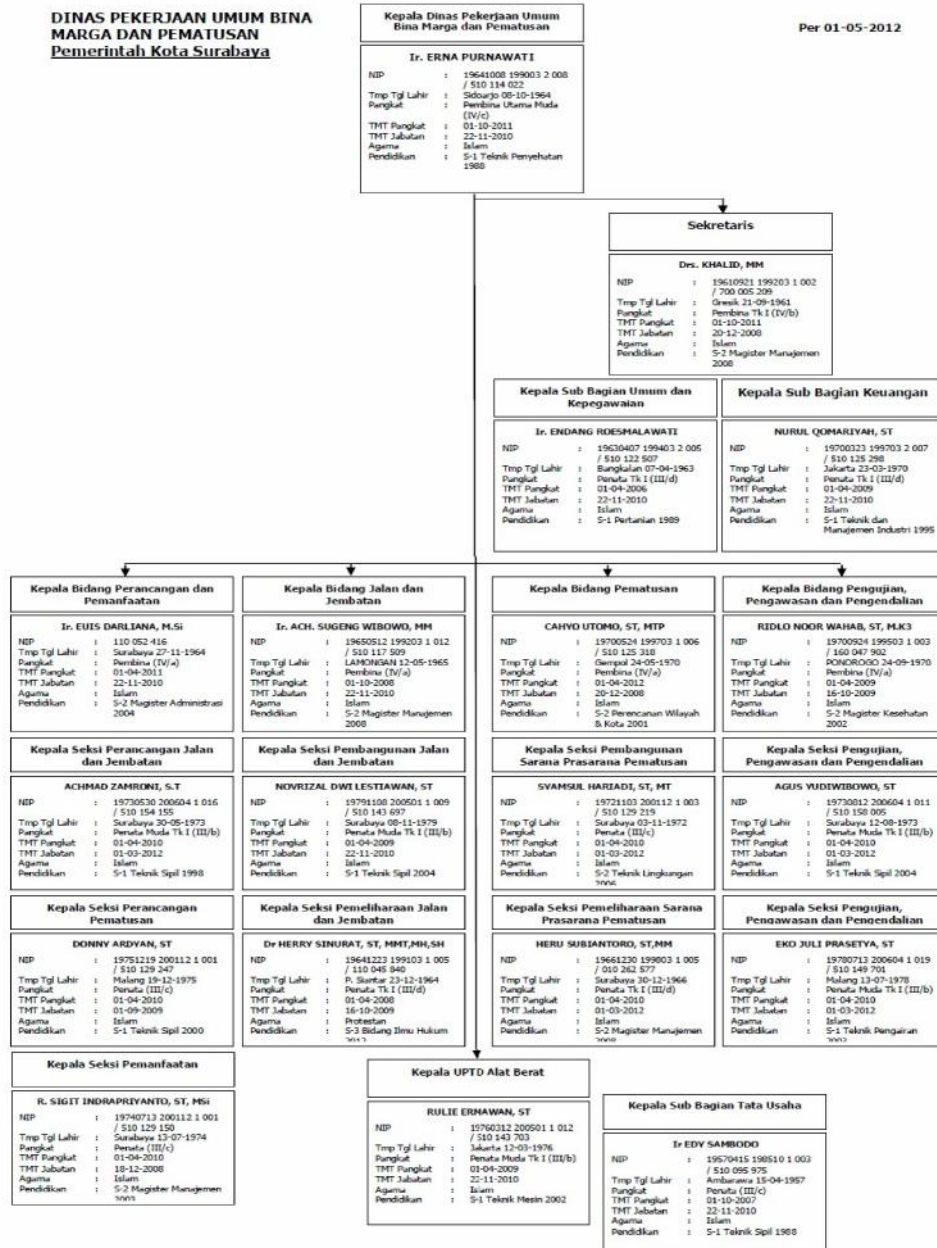 DINAS PEKERJAAN UMUM BINA
MARGA DAN PEMATUSAN
Pemerintah Kota Surabaya
Per 01-05-2012
Kepala Dinas Pekerjaan Umum
Bina Marga dan Pematusan
Ir. ERNA PURNAWATI
NIP : 19641008 199003 2 008
/ 510 114 022
Tmp Tgl Lahir : Sidoarjo 08-10-1964
Pangkat : Pembina Utama Muda
(IV/c)
TMT Pangkat : 01-10-2011
TMT Jabatan : 22-11-2010
Agama : Islam
Pendidikan : S-1 Teknik Penyehatan
1988
Sekretaris
Drs. KHALID, MM
NIP : 19610921 199203 1 002
/ 700 005 209
Tmp Tgl Lahir : Gresik 21-09-1961
Pangkat : Pembina Tk I (IV/b)
TMT Pangkat : 01-10-2011
TMT Jabatan : 20-12-2008
Agama : Islam
Pendidikan : S-2 Magister Manajemen
2008
Kepala Sub Bagian Umum dan
Kepegawaian
Ir. ENDANG ROESMALAWATI
NIP : 19630407 199403 2 005
/ 510 122 507
Tmp Tgl Lahir : Bangkalan 07-04-1963
Pangkat : Penata Tk I (III/d)
TMT Pangkat : 01-04-2006
TMT Jabatan : 22-11-2010
Agama : Islam
Pendidikan : S-1 Pertanian 1989
Kepala Sub Bagian Keuangan
NURUL QOMARIYAH, ST
NIP : 19700323 199703 2 007
/ 510 125 298
Tmp Tgl Lahir : Jakarta 23-03-1970
Pangkat : Penata Tk I (III/d)
TMT Pangkat : 01-04-2009
TMT Jabatan : 22-11-2010
Agama : Islam
Pendidikan : S-1 Teknik dan
Manajemen Industri 1995
Kepala Bidang Perancangan dan
Pemanfaatan
Ir. EUIS DARLIANA, M.Si
NIP : 110 052 416
Tmp Tgl Lahir : Surabaya 27-11-1964
Pangkat : Pembina (IV/a)
TMT Pangkat : 01-04-2011
TMT Jabatan : 22-11-2010
Agama : Islam
Pendidikan : S-2 Magister Administrasi
2004
Kepala Bidang Jalan dan
Jembatan
Ir. ACH. SUGENG WIBOWO, MM
NIP : 19650512 199203 1 012
/ 510 117 509
Tmp Tgl Lahir : LAMONGAN 12-05-1965
Pangkat : Pembina (IV/a)
TMT Pangkat : 01-10-2008
TMT Jabatan : 22-11-2010
Agama : Islam
Pendidikan : S-2 Magister Manajemen
2008
Kepala Bidang Pematusan
CAHYO UTOMO, ST, MTP
NIP : 19700524 199703 1 006
/ 510 125 318
Tmp Tgl Lahir : Gempol 24-05-1970
Pangkat : Pembina (IV/a)
TMT Pangkat : 01-04-2012
TMT Jabatan : 20-12-2008
Agama : Islam
Pendidikan : S-2 Perencanan Wilayah
& Kota 2001
Kepala Bidang Pengujian,
Pengawasan dan Pengendalian
RIDLO NOOR WAHAB, ST, M.K3
NIP : 19700924 199503 1 003
/ 160 047 902
Tmp Tgl Lahir : PONOROGO 24-09-1970
Pangkat : Pembina (IV/a)
TMT Pangkat : 01-04-2009
TMT Jabatan : 16-10-2009
Agama : Islam
Pendidikan : S-2 Magister Kesehatan
2002
Kepala Seksi Perancangan Jalan
dan Jembatan
ACHMAD ZAMRONI, S.T
NIP : 19730530 200604 1 016
/ 510 154 155
Tmp Tgl Lahir : Surabaya 30-05-1973
Pangkat : Penata Muda Tk I (III/b)
TMT Pangkat : 01-04-2010
TMT Jabatan : 01-03-2012
Agama : Islam
Pendidikan : S-1 Teknik Sipil 1998
Kepala Seksi Pembangunan Jalan
dan Jembatan
NOVRIZAL DWI LESTIAWAN, ST
NIP : 19791108 200501 1 009
/ 510 143 697
Tmp Tgl Lahir : Surabaya 08-11-1979
Pangkat : Penata Muda Tk I (III/b)
TMT Pangkat : 01-04-2009
TMT Jabatan : 22-11-2010
Agama : Islam
Pendidikan : S-1 Teknik Sipil 2004
Kepala Seksi Pembangunan
Sarana Prasarana Pematusan
SYAMSUL HARIADI, ST, MT
NIP : 19721103 200112 1 003
/ 510 129 219
Tmp Tgl Lahir : Surabaya 03-11-1972
Pangkat : Penata (III/c)
TMT Pangkat : 01-04-2010
TMT Jabatan : 01-03-2012
Agama : Islam
Pendidikan : S-2 Teknik Lingkungan
2006
Kepala Seksi Pengujian,
Pengawasan dan Pengendalian
AGUS YUDIWIBOWO, ST
NIP : 19730812 200604 1 011
/ 510 158 005
Tmp Tgl Lahir : Surabaya 12-08-1973
Pangkat : Penata Muda Tk I (III/b)
TMT Pangkat : 01-04-2010
TMT Jabatan : 01-03-2012
Agama : Islam
Pendidikan : S-1 Teknik Sipil 2004
Kepala Seksi Perancangan
Pematusan
DONNY ARDYAN, ST
NIP : 19751219 200112 1 001
/ 510 129 247
Tmp Tgl Lahir : Malang 19-12-1975
Pangkat : Penata (III/c)
TMT Pangkat : 01-04-2010
TMT Jabatan : 01-09-2009
Agama : Islam
Pendidikan : S-1 Teknik Sipil 2000
Kepala Seksi Pemeliharaan Jalan
dan Jembatan
Dr HERRY SINURAT, ST, MMT,MH,SH
NIP : 19641223 199103 1 005
/ 110 045 840
Tmp Tgl Lahir : P. Siantar 23-12-1964
Pangkat : Penata Tk I (III/d)
TMT Pangkat : 01-04-2008
TMT Jabatan : 16-10-2009
Agama : Protestan
Pendidikan : S-3 Bidang Ilmu Hukum
2012
Kepala Seksi Pemeliharaan Sarana
Prasarana Pematusan
HERU SUBIANTORO, ST,MM
NIP : 19661230 199803 1 005
/ 010 262 577
Tmp Tgl Lahir : Surabaya 30-12-1966
Pangkat : Penata Tk I (III/d)
TMT Pangkat : 01-04-2010
TMT Jabatan : 01-03-2012
Agama : Islam
Pendidikan : S-2 Magister Manajemen
Kepala Seksi Pengujian,
Pengawasan dan Pengendalian
EKO JULI PRASETYA, ST
NIP : 19780713 200604 1 019
/ 510 149 701
Tmp Tgl Lahir : Malang 13-07-1978
Pangkat : Penata Muda Tk I (III/b)
TMT Pangkat : 01-04-2010
TMT Jabatan : 01-03-2012
Agama : Islam
Pendidikan : S-1 Teknik Pengairan
Kepala Seksi Pemanfaatan
R. SIGIT INDRAPRIYANTO, ST, MSi
NIP : 19740713 200112 1 001
/ 510 129 150
Tmp Tgl Lahir : Surabaya 13-07-1974
Pangkat : Penata (III/c)
TMT Pangkat : 01-04-2010
TMT Jabatan : 18-12-2008
Agama : Islam
Pendidikan : S-2 Magister Manajemen
Kepala UPTD Alat Berat
RULIE ERNAWAN, ST
NIP : 19760312 200501 1 012
/ 510 143 703
Tmp Tgl Lahir : Jakarta 12-03-1976
Pangkat : Penata Muda Tk I (III/b)
TMT Pangkat : 01-04-2009
TMT Jabatan : 22-11-2010
Agama : Islam
Pendidikan : S-1 Teknik Mesin 2002
Kepala Sub Bagian Tata Usaha
Ir EDY SAMBODO
NIP : 19570415 198510 1 003
/ 510 095 975
Tmp Tgl Lahir : Ambarawa 15-04-1957
Pangkat : Penata (III/c)
TMT Pangkat : 01-10-2007
TMT Jabatan : 22-11-2010
Agama : Islam
Pendidikan : S-1 Teknik Sipil 1988